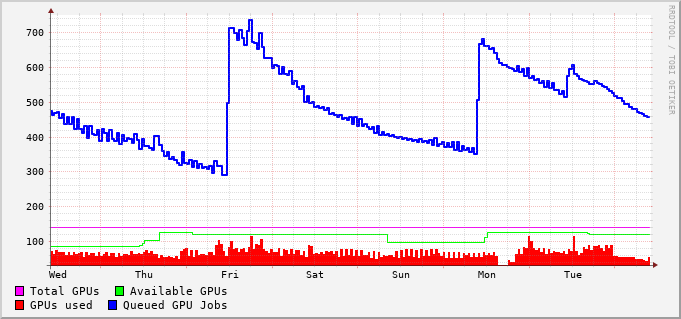 700
600
500
400
300
200
100
Wed Thu Fri Sat Sun Mon Tue
Total GPUs Available GPUs
GPUs used Queued GPU Jobs
RRDTOOL / TOBI OETIKER